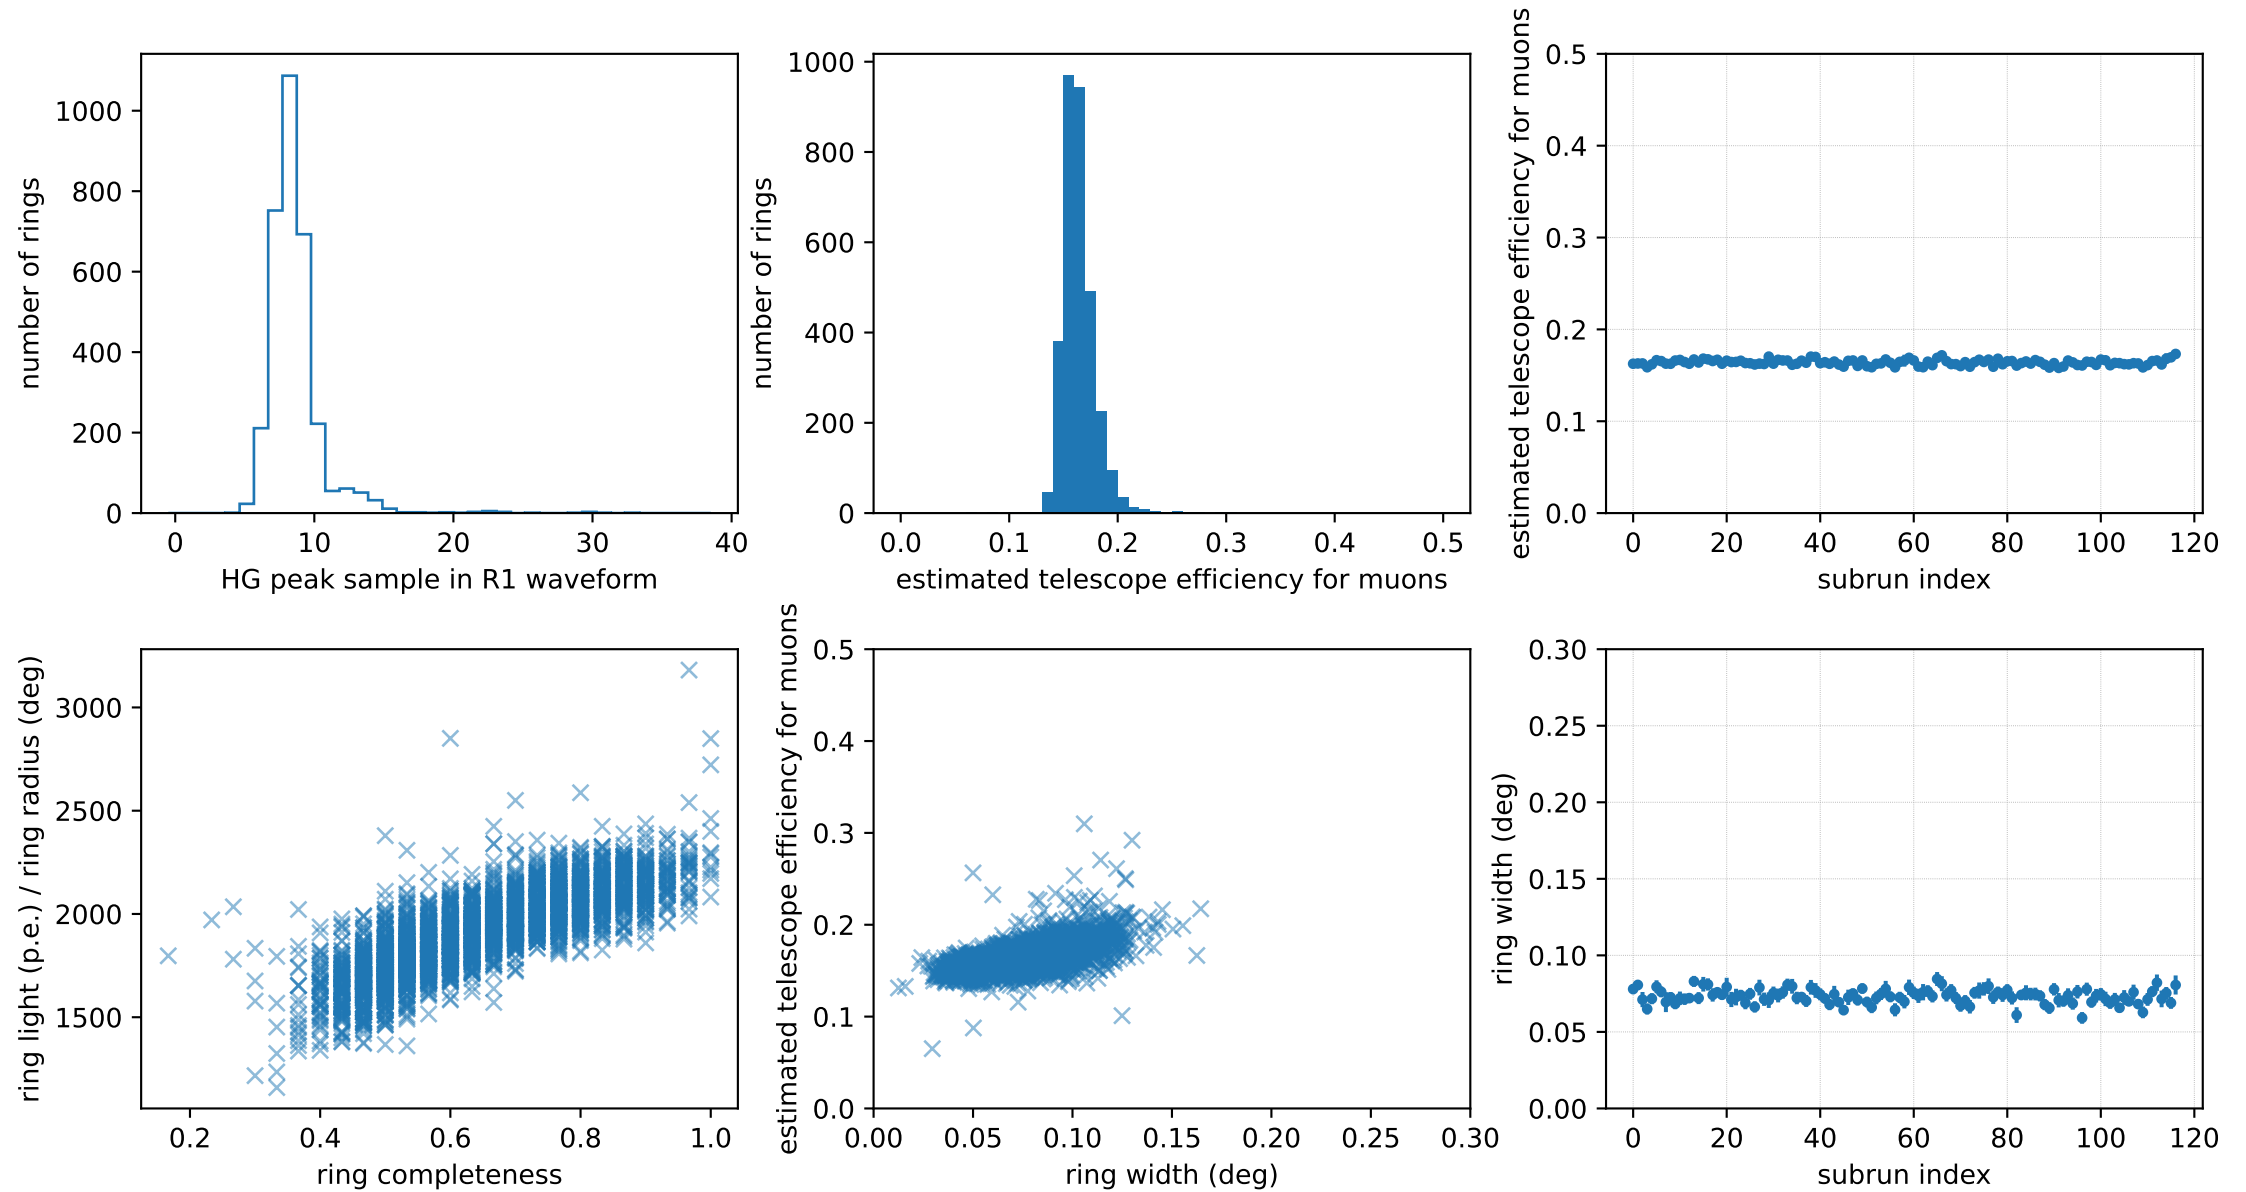 number of rings
1000
800
600
400
200
0
0 10 20 30 40
HG peak sample in R1 waveform
number of rings
1000
800
600
400
200
0
0.0 0.1 0.2 0.3 0.4 0.5
estimated telescope efficiency for muons
estimated telescope efficiency for muons
0.5
0.4
0.3
0.2
0.1
0.0
0 20 40 60 80 100 120
subrun index
ring light (p.e.) / ring radius (deg)
3000
2500
2000
1500
0.2 0.4 0.6 0.8 1.0
ring completeness
estimated telescope efficiency for muons
0.5
0.4
0.3
0.2
0.1
0.0
0.00 0.05 0.10 0.15 0.20 0.25 0.30
ring width (deg)
ring width (deg)
0.30
0.25
0.20
0.15
0.10
0.05
0.00
0 20 40 60 80 100 120
subrun index